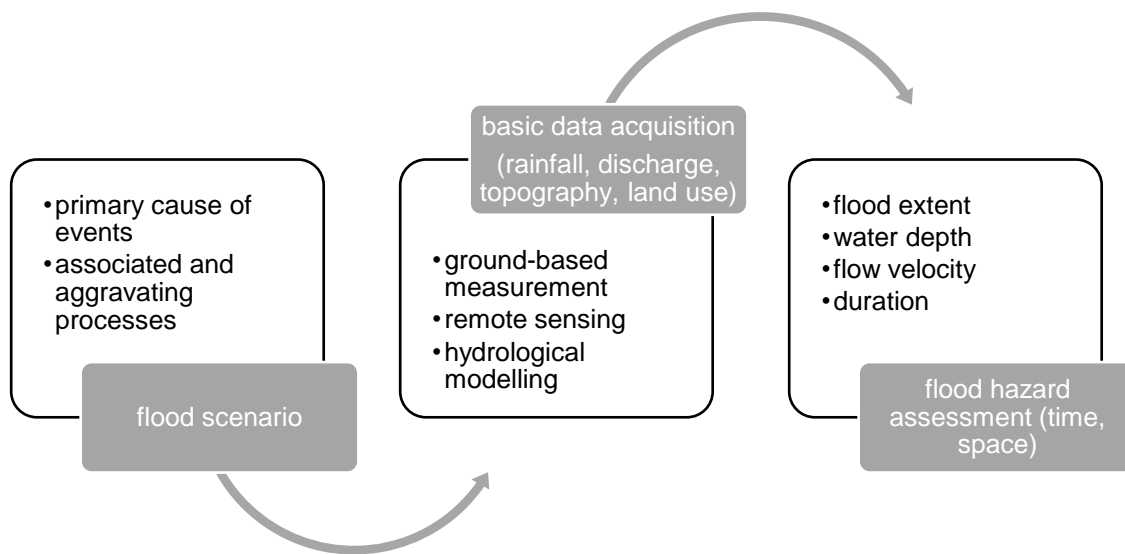 •primary cause of
events
•associated and
aggravating
processes
flood scenario
basic data acquisition
(rainfall, discharge,
topography, land use)
•ground-based
measurement
•remote sensing
•hydrological
modelling
•flood extent
•water depth
•flow velocity
•duration
flood hazard
assessment (time,
space)